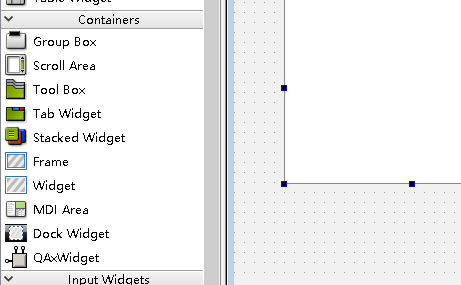 Table Widget
Containers
Group Box
Scroll Area
Tool Box
Tab Widget
Stacked Widget
Frame
Widget
MDI Area
Dock Widget
QAxWidget
Input Widgets